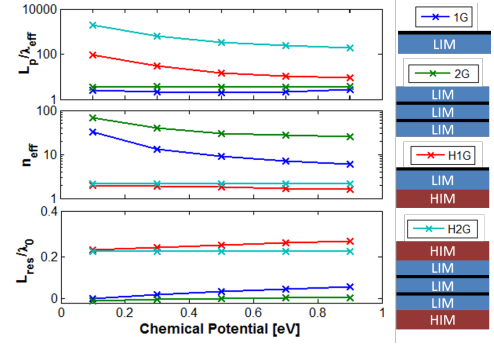 10000
100
1
L_p/λ_eff
100
10
1
n_eff
0.4
0.2
0
L_res/λ_0
0
0.2
0.4
0.6
0.8
1
Chemical Potential [eV]
1G
LIM
2G
LIM
LIM
LIM
H1G
LIM
HIM
H2G
HIM
LIM
LIM
LIM
HIM